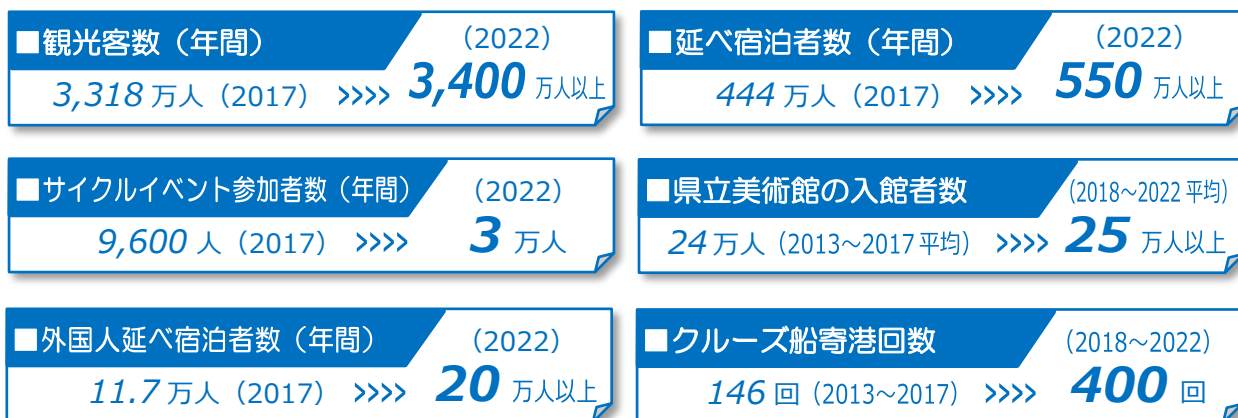 ■観光客数（年間） （2022）
3,318 万人（2017） >>>> 3,400 万人以上
■延べ宿泊者数（年間） （2022）
444 万人（2017） >>>> 550 万人以上
■サイクルイベント参加者数（年間） （2022）
9,600 人（2017） >>>> 3 万人
■県立美術館の入館者数 （2018～2022 平均）
24 万人（2013～2017 平均） >>>> 25 万人以上
■外国人延べ宿泊者数（年間） （2022）
11.7 万人（2017） >>>> 20 万人以上
■クルーズ船寄港回数 （2018～2022）
146 回（2013～2017） >>>> 400 回